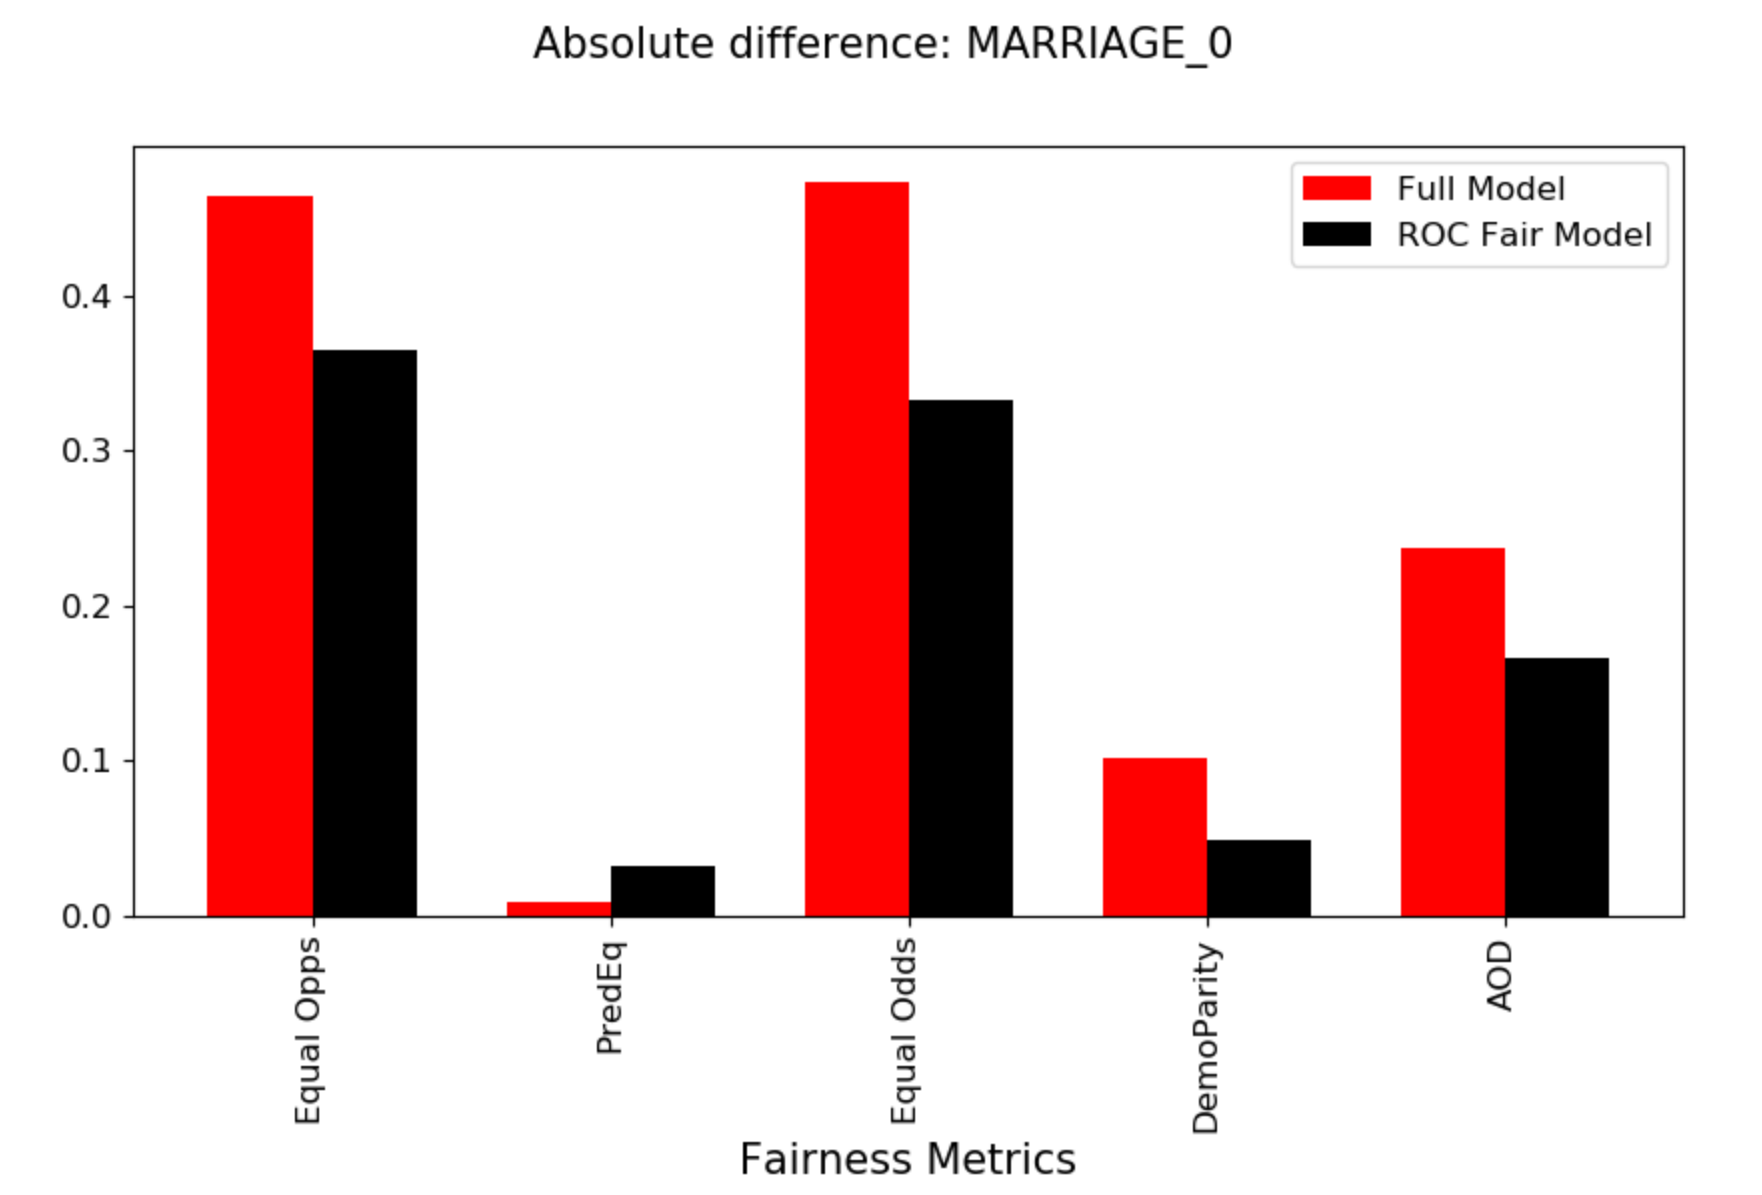 Absolute difference: MARRIAGE_0
Full Model
ROC Fair Model
0.4
0.3
0.2
0.1
0.0
Equal Opps
PredEq
Equal Odds
DemoParity
AOD
Fairness Metrics